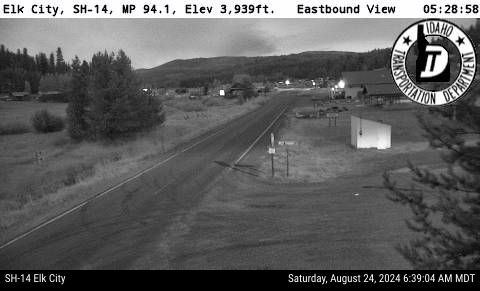 Elk City, SH-14, MP 94.1, Elev 3,939ft. Eastbound View 05:28:58
IDAHO
TRANSPORTATION DEPARTMENT
SH-14 Elk City Saturday, August 24, 2024 6:39:04 AM MDT